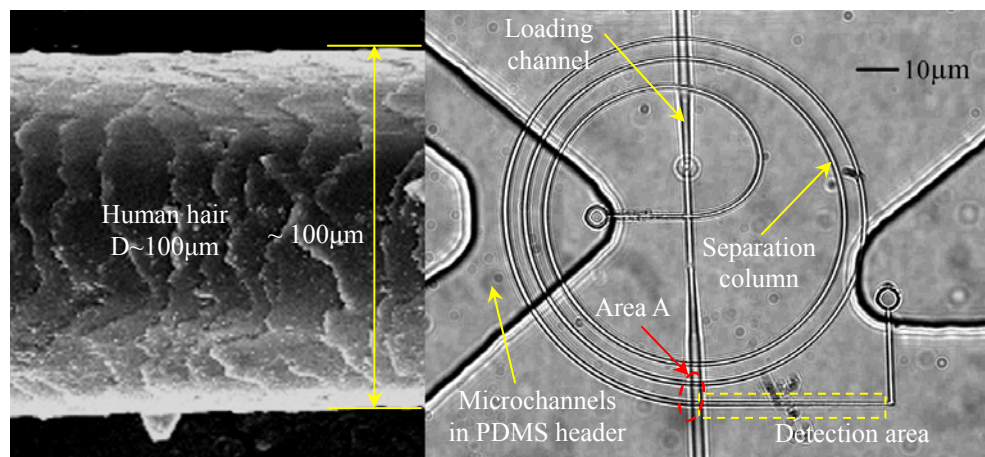 Human hair
D~100μm
~ 100μm
Loading
channel
10μm
Separation
column
Area A
Microchannels
in PDMS header
Detection area